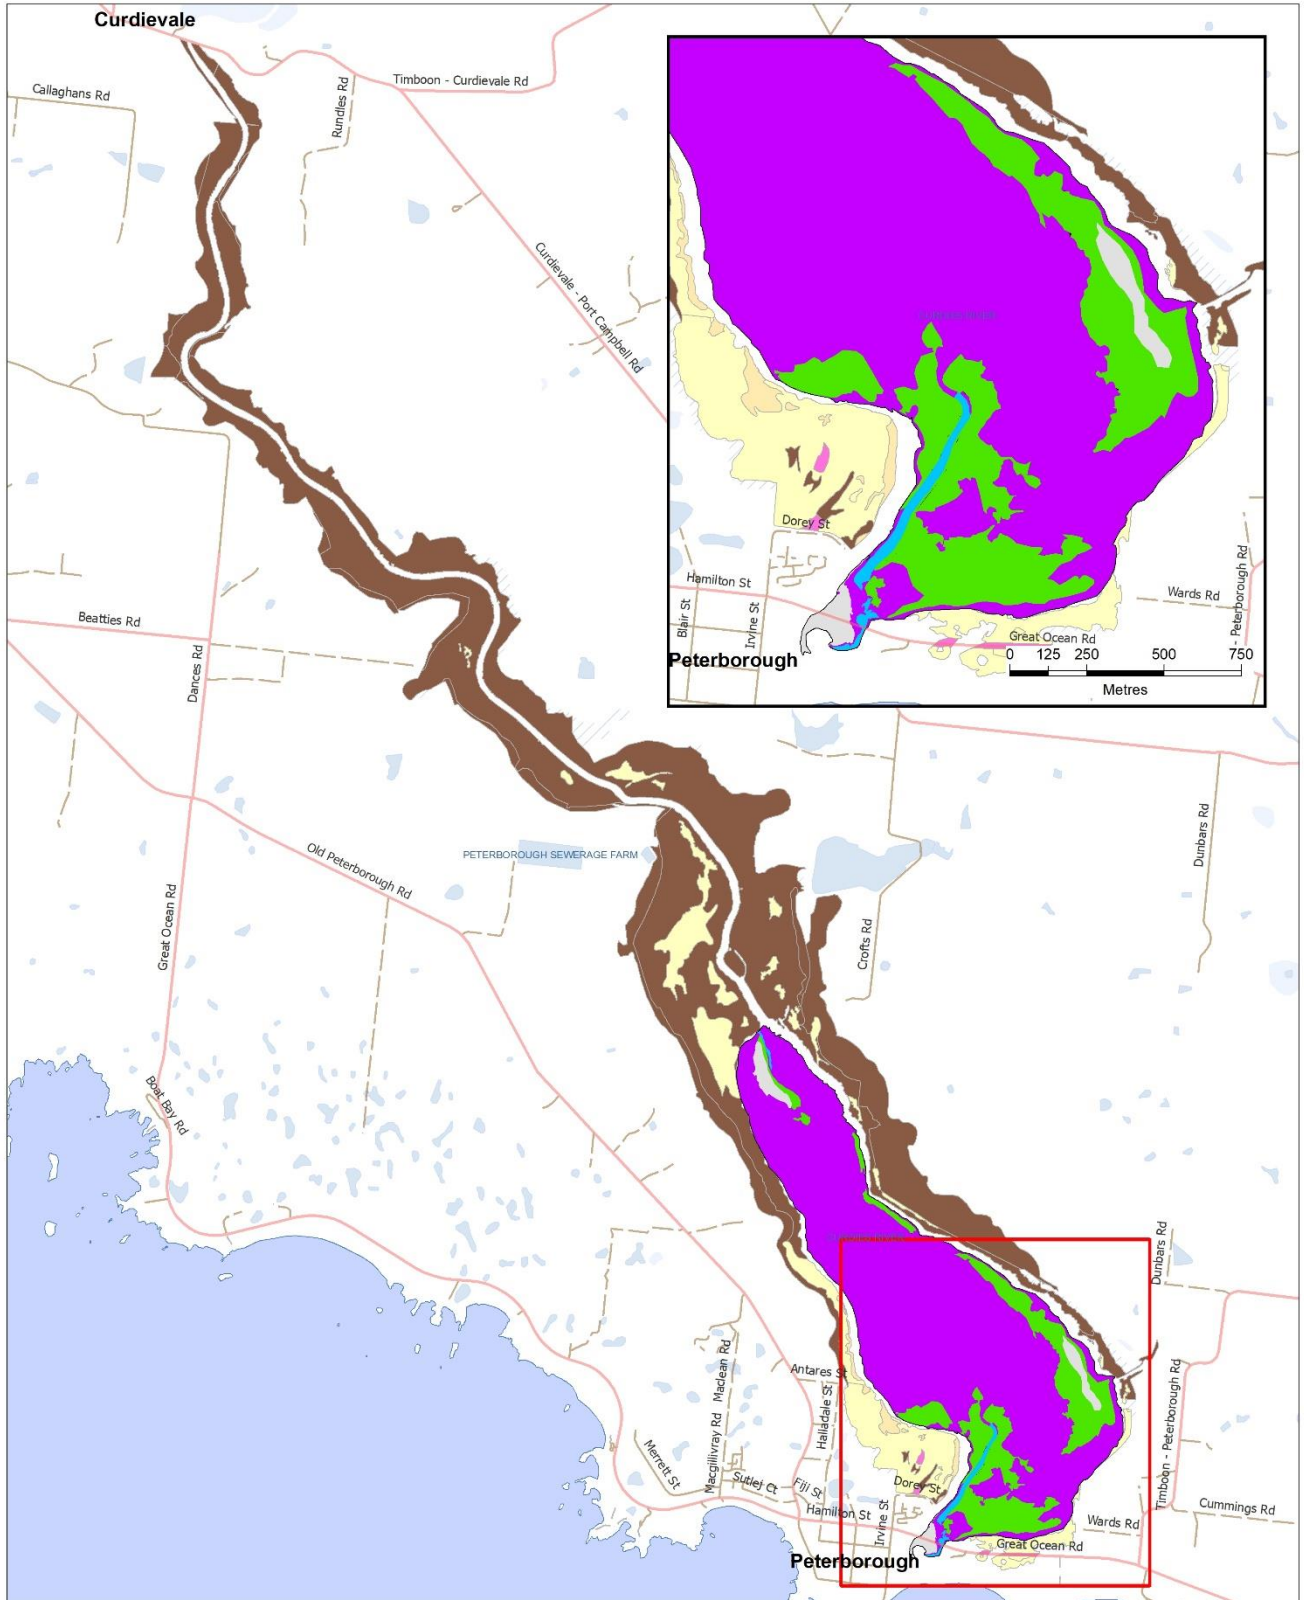 Curdievale
Callaghans Rd
Rundles Rd
Timboon - Curdievale Rd
Curdievale - Port Campbell Rd
Dorey St
Hamilton St
Blair St
Irvine St
Wards Rd
- Peterborough Rd
Great Ocean Rd
Peterborough
0 125 250 500 750
Metres
Beatties Rd
Dances Rd
Old Peterborough Rd
PETERBOROUGH SEWERAGE FARM
Great Ocean Rd
Crofts Rd
Dunbars Rd
Boat Bay Rd
Dunbars Rd
Antares St
Halladale St
Maclean Rd
Macgillivray Rd
Merrett St
Sutlej Ct
Fiji St
Hamilton St
Irvine St
Dorey St
Timboon - Peterborough Rd
Cummings Rd
Wards Rd
Great Ocean Rd
Peterborough